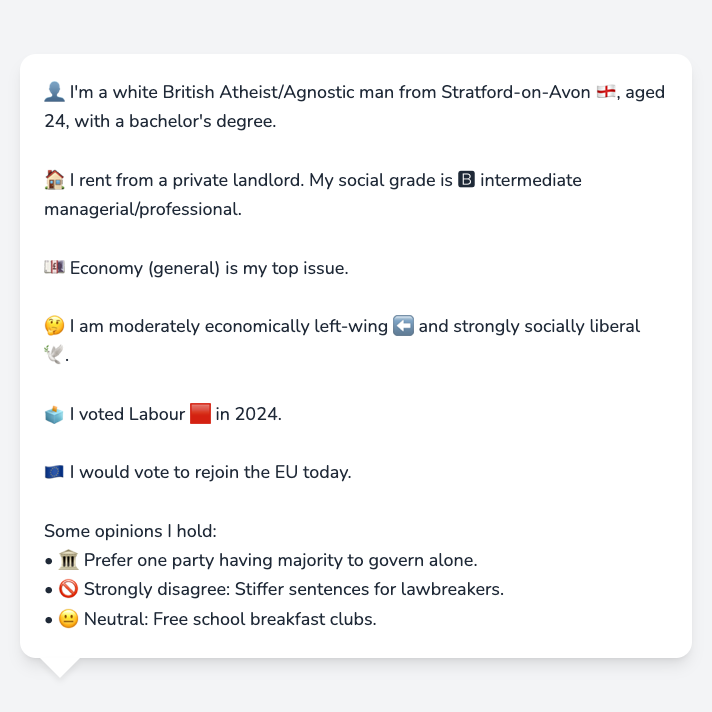 👤 I'm a white British Atheist/Agnostic man from Stratford-on-Avon 🏴󠁧󠁢󠁥󠁮󠁧󠁿, aged
24, with a bachelor's degree.
🏠 I rent from a private landlord. My social grade is 🅱 intermediate
managerial/professional.
💷 Economy (general) is my top issue.
🤔 I am moderately economically left-wing ⬅️ and strongly socially liberal
🕊️.
🗳️ I voted Labour 🟥 in 2024.
🇪🇺 I would vote to rejoin the EU today.
Some opinions I hold:
• 🏛️ Prefer one party having majority to govern alone.
• 🚫 Strongly disagree: Stiffer sentences for lawbreakers.
• 😐 Neutral: Free school breakfast clubs.